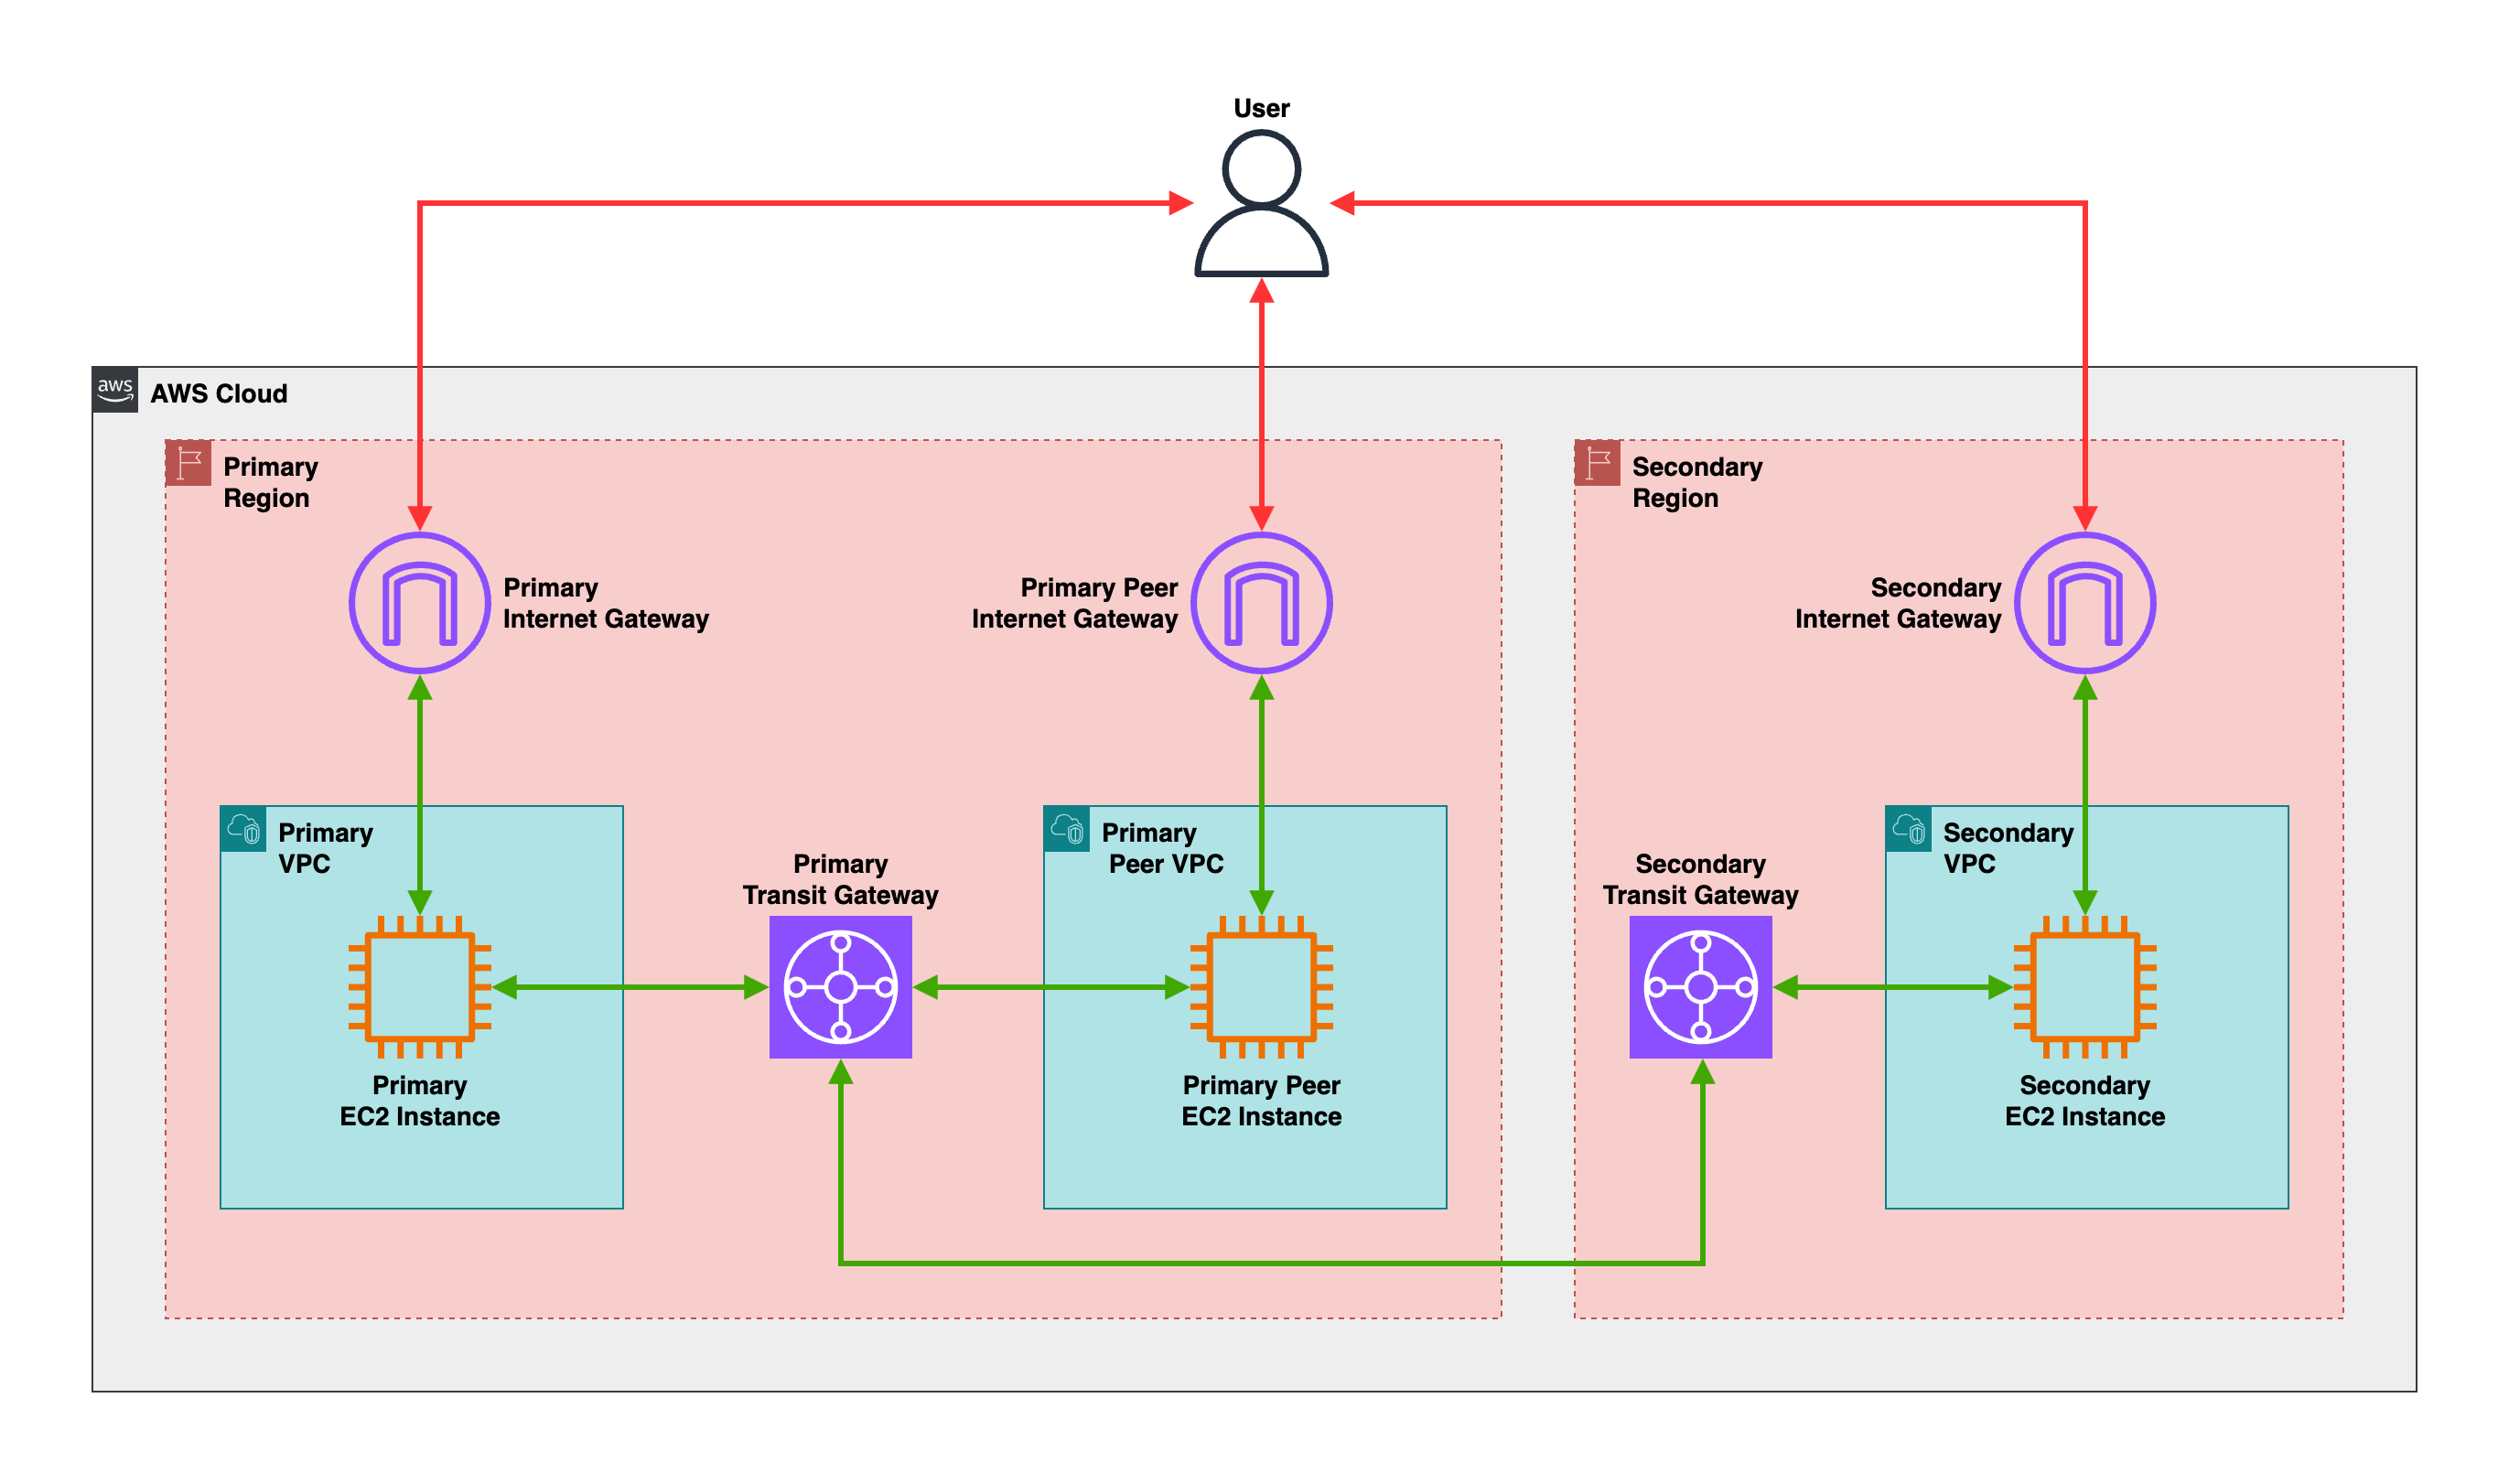 User
aws
AWS Cloud
Primary
Region
Secondary
Region
Primary
Internet Gateway
Primary Peer
Internet Gateway
Secondary
Internet Gateway
Primary
VPC
Primary
Transit Gateway
Primary
Peer VPC
Secondary
Transit Gateway
Secondary
VPC
Primary
EC2 Instance
Primary Peer
EC2 Instance
Secondary
EC2 Instance